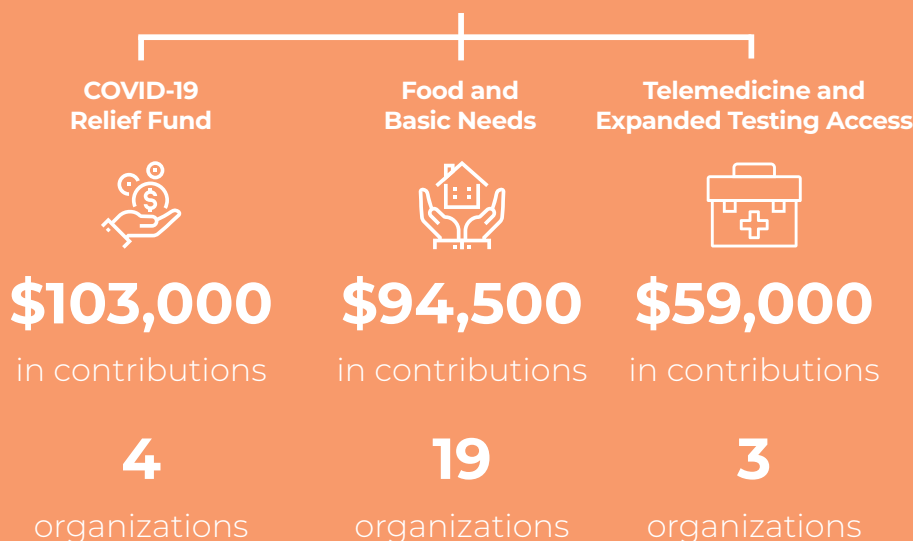 COVID-19
Relief Fund
$103,000
in contributions
4
organizations
Food and
Basic Needs
$94,500
in contributions
19
organizations
Telemedicine and
Expanded Testing Access
$59,000
in contributions
3
organizations